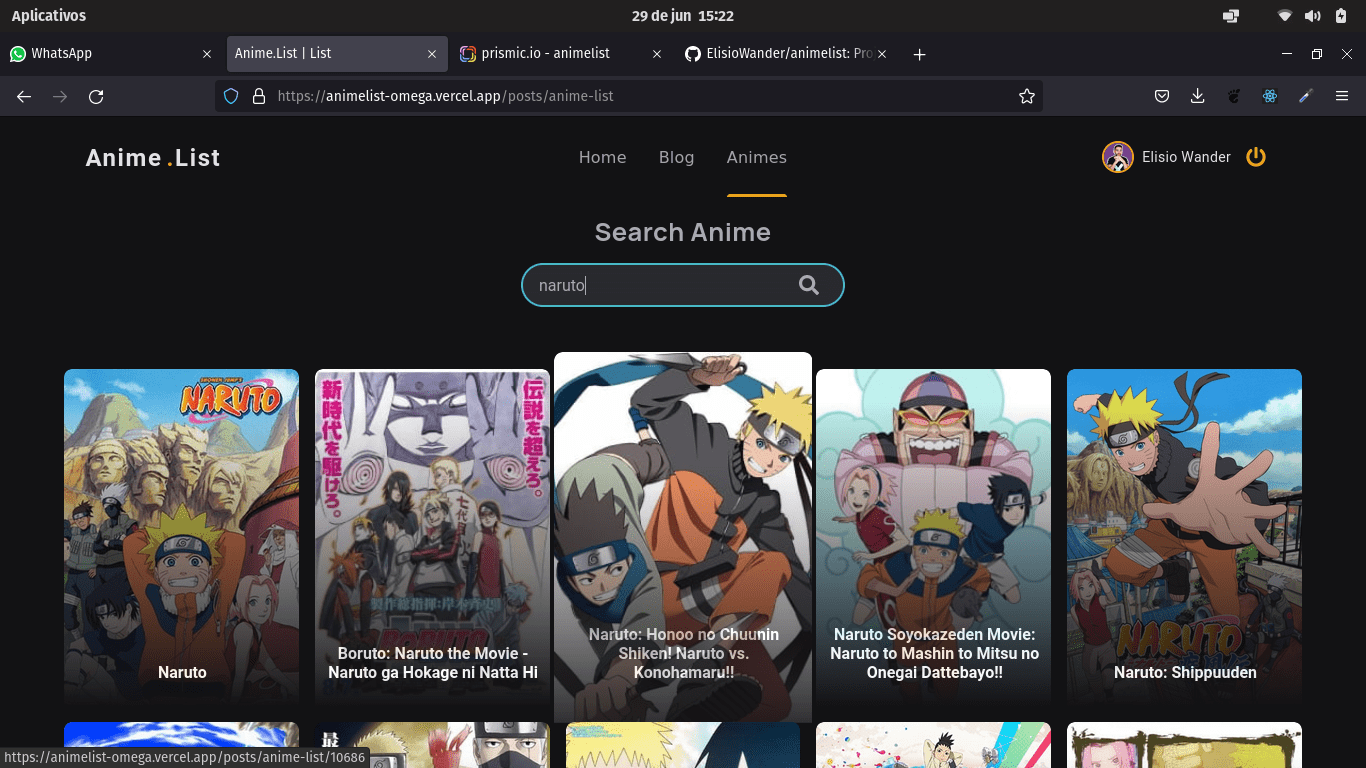 Aplicativos
29 de jun 15:22
WhatsApp
Anime.List | List
prismic.io - animelist
ElisioWander/animelist: Pro
https://animelist-omega.vercel.app/posts/anime-list
Anime .List
Home
Blog
Animes
Elisio Wander
Search Anime
naruto
NARUTO
Naruto
新時代を駆けろ。
伝説を超えろ。
BORUTO
Boruto: Naruto the Movie -
Naruto ga Hokage ni Natta Hi
Naruto: Honoo no Chuunin
Shiken! Naruto vs.
Konohamaru!!
Naruto Soyokazeden Movie:
Naruto to Mashin to Mitsu no
Onegai Dattebayo!!
NARUTO
Naruto: Shippuuden
https://animelist-omega.vercel.app/posts/anime-list/10686